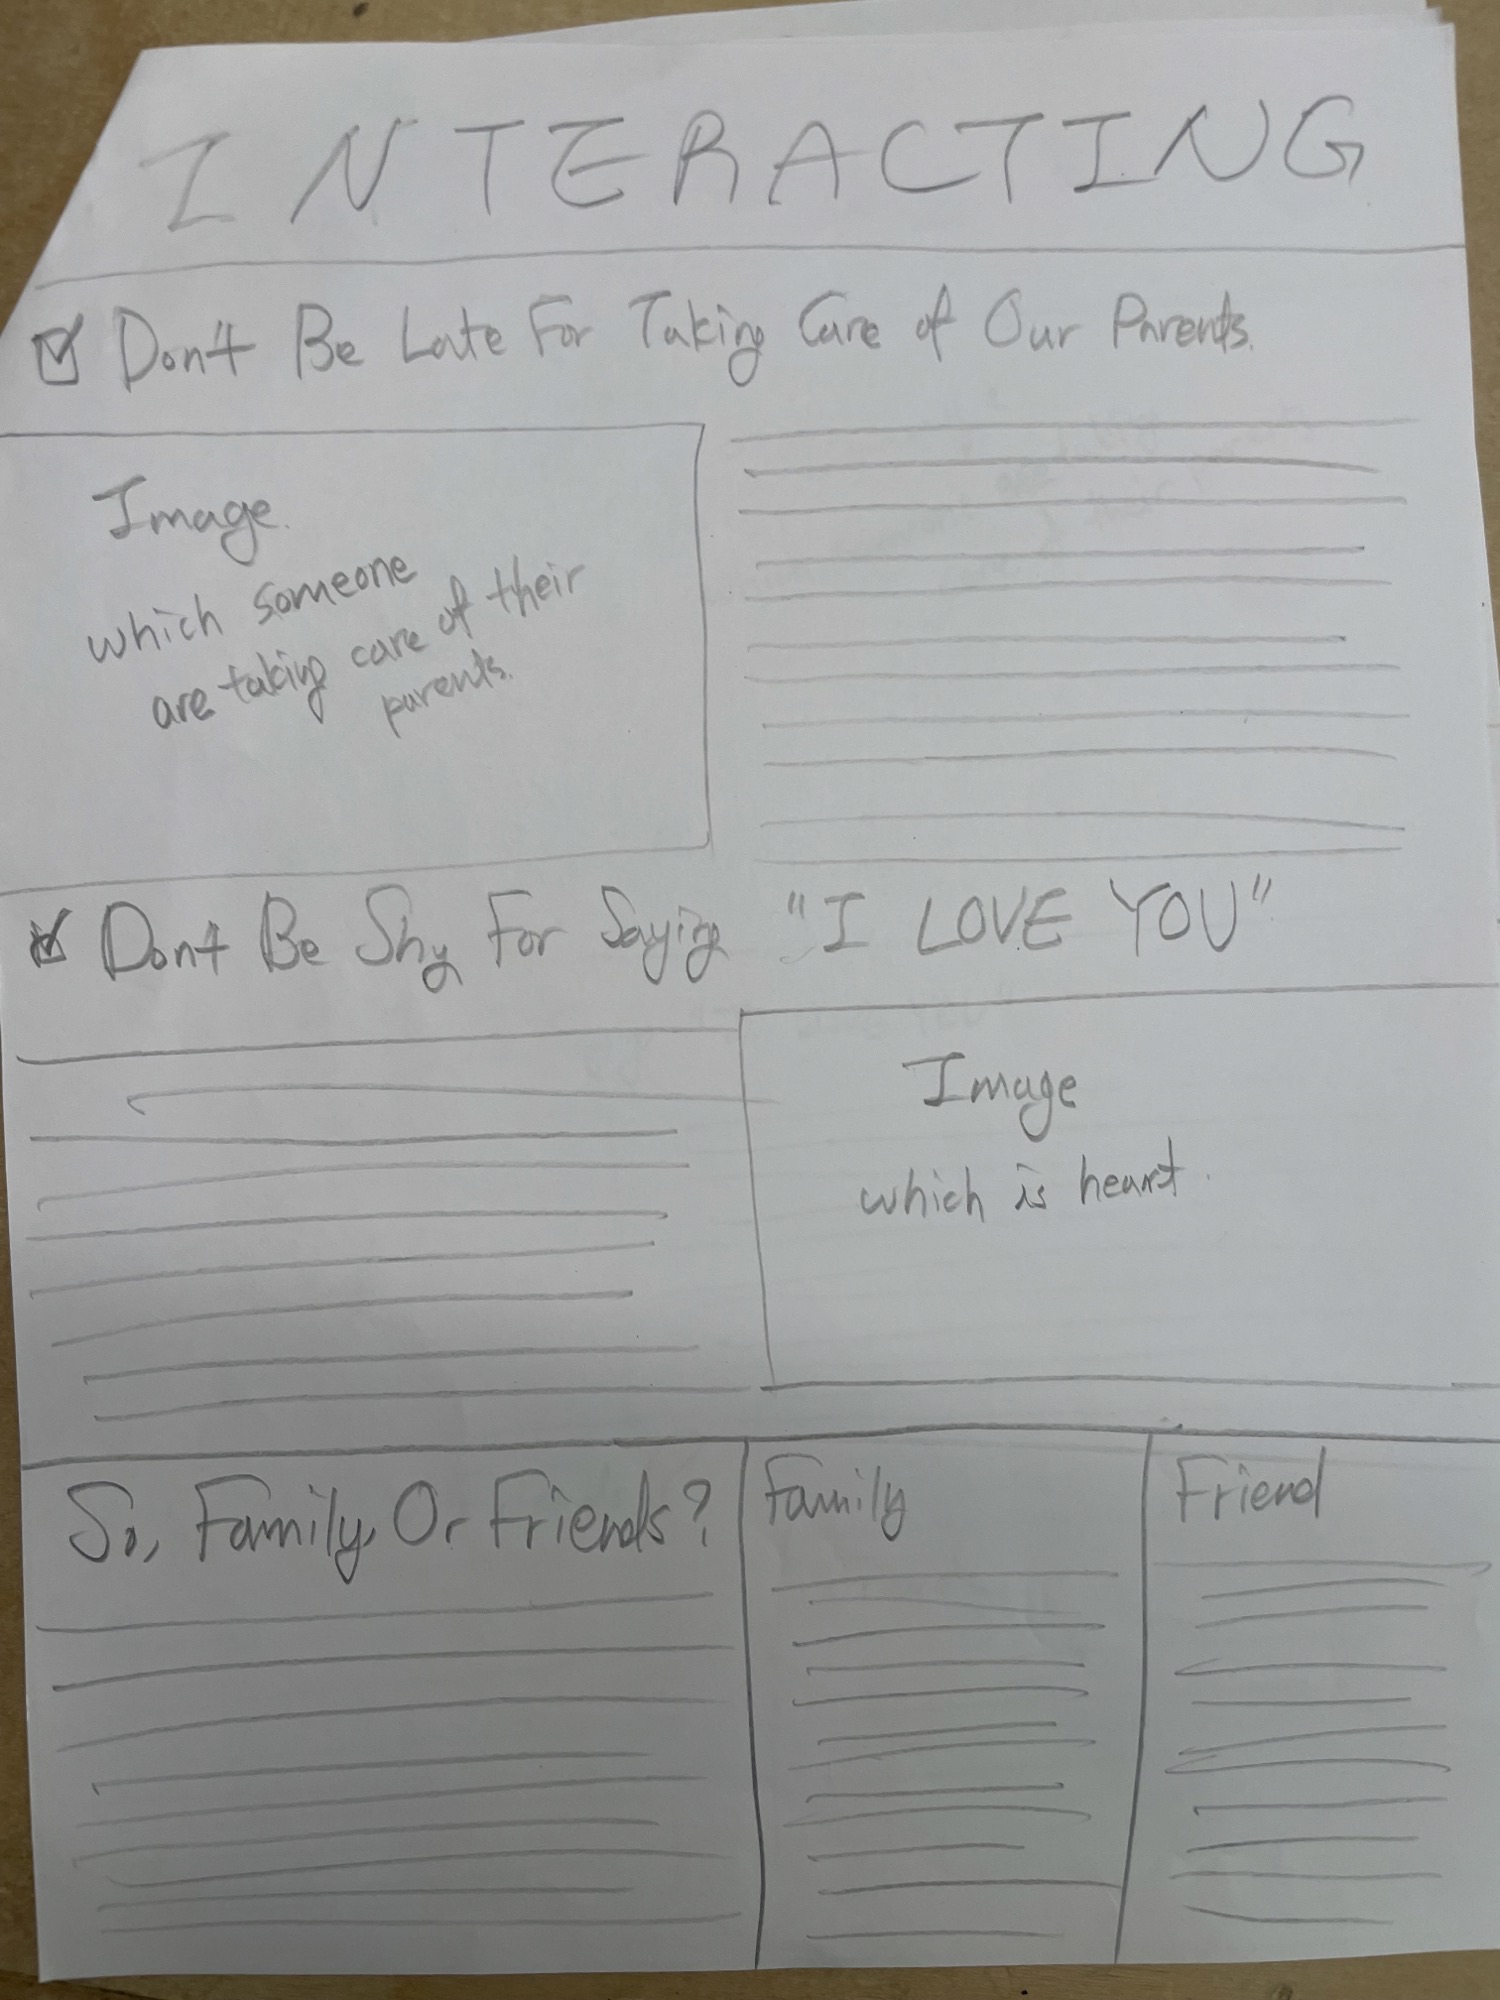 INTERACTING
Don't Be Late For Taking Care of Our Parents.
Image.
which someone
are taking care of their
parents.
Don't Be Shy For Saying "I LOVE YOU"
Image
which is heart.
So, Family Or Friends?
Family
Friend